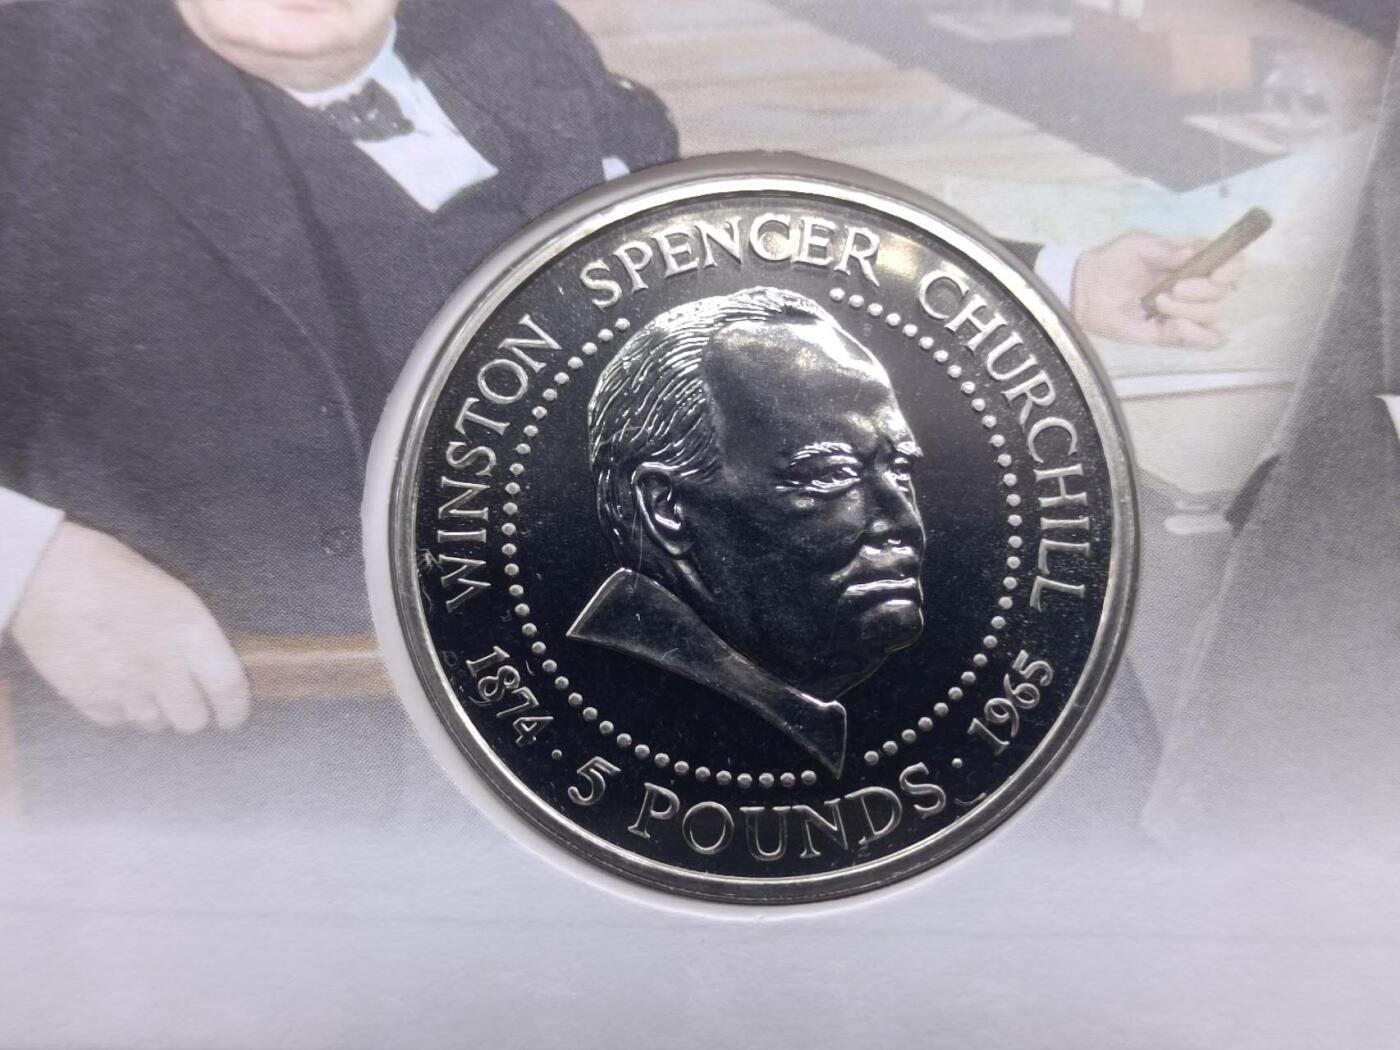 WINSTON SPENCER CHURCHILL
1874 · 5 POUNDS · 1965